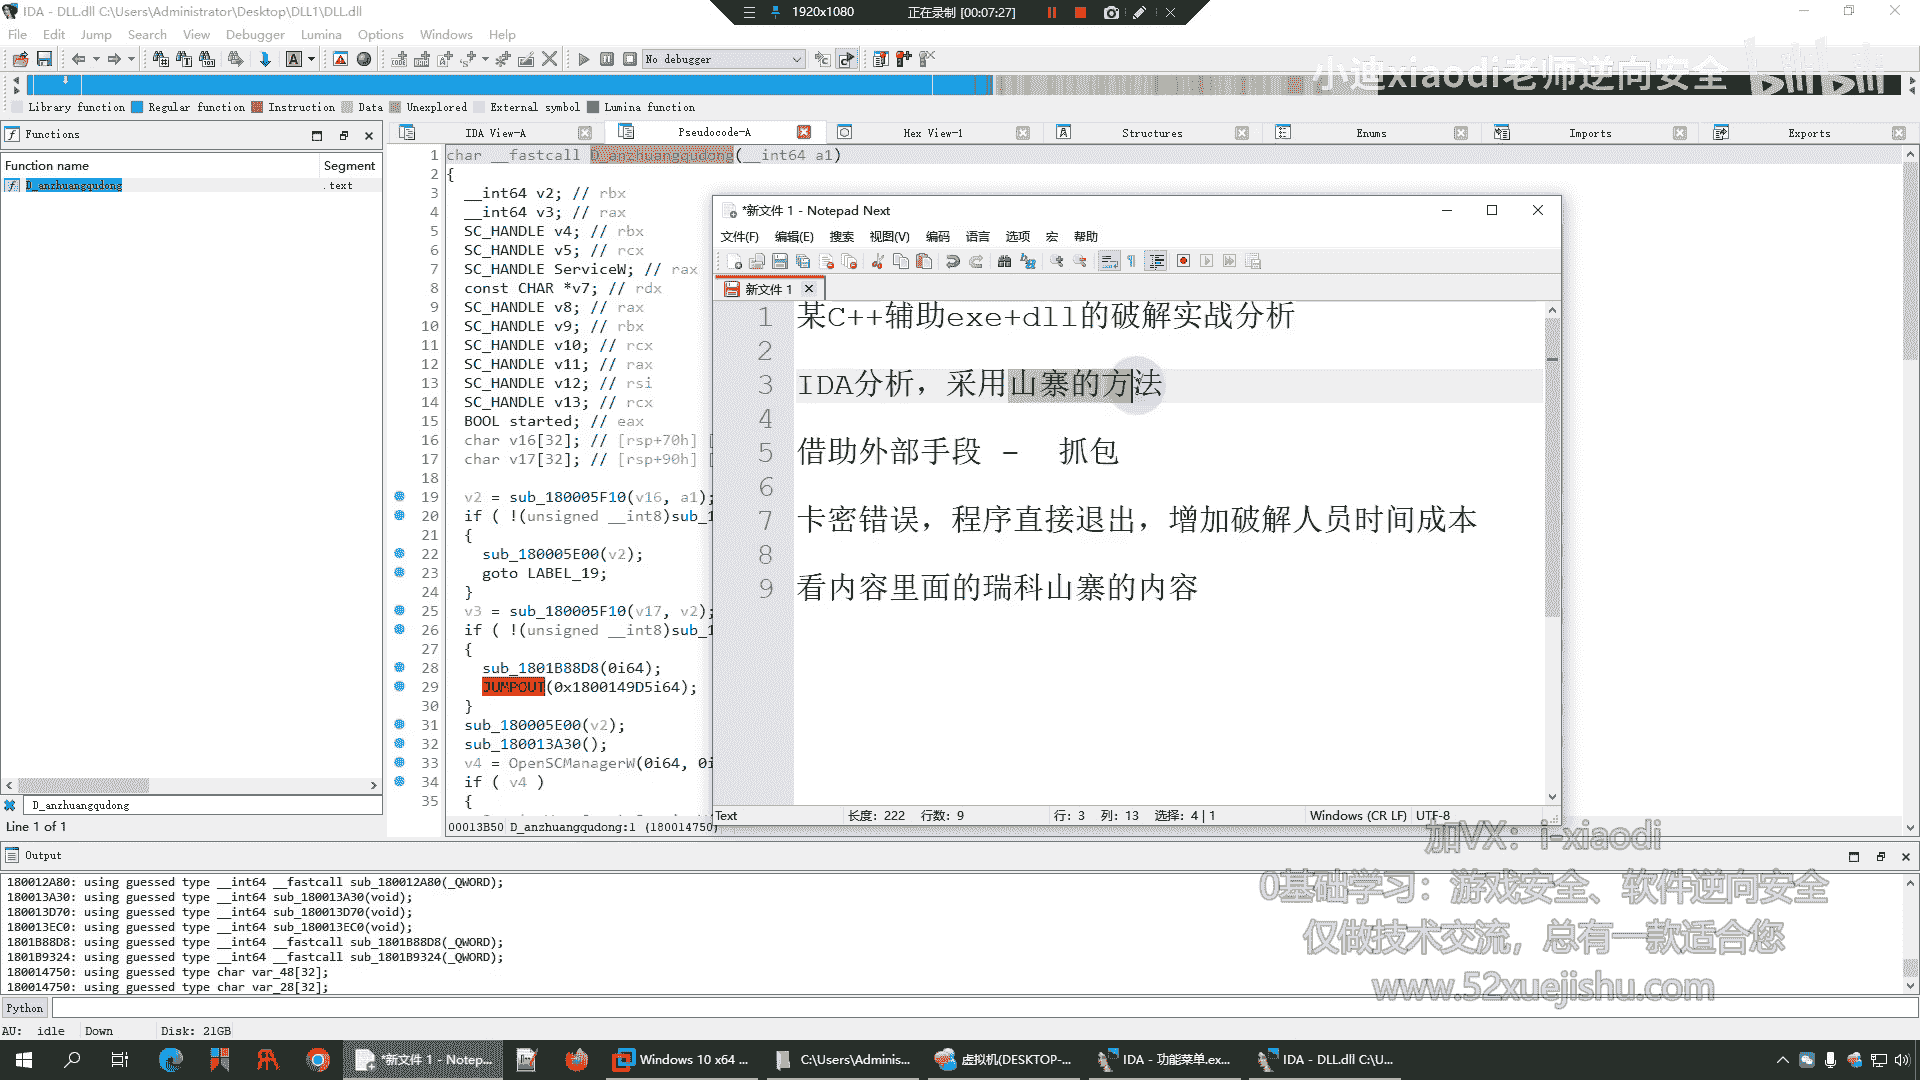 IDA - DLL.dll C:\Users\Administrator\Desktop\DLL1\DLL.dll
1920x1080 正在录制 [00:07:27]
File Edit Jump Search View Debugger Lumina Options Windows Help
No debugger
小迪xiaodi老师逆向安全
bilibili
Library function Regular function Instruction Data Unexplored External symbol Lumina function
Functions
IDA View-A Pseudocode-A Hex View-1 Structures Enums Imports Exports
Function name Segment
D_anzhuangqudong .text
1 char __fastcall D_anzhuangqudong(__int64 a1)
2 {
3 __int64 v2; // rbx
4 __int64 v3; // rax
5 SC_HANDLE v4; // rbx
6 SC_HANDLE v5; // rcx
7 SC_HANDLE ServiceW; // rax
8 const CHAR *v7; // rdx
9 SC_HANDLE v8; // rax
10 SC_HANDLE v9; // rbx
11 SC_HANDLE v10; // rcx
12 SC_HANDLE v11; // rax
13 SC_HANDLE v12; // rsi
14 SC_HANDLE v13; // rcx
15 BOOL started; // eax
16 char v16[32]; // [rsp+70h] [
17 char v17[32]; // [rsp+90h] [
18
19 v2 = sub_180005F10(v16, a1);
20 if ( !(unsigned __int8)sub_1
21 {
22 sub_180005E00(v2);
23 goto LABEL_19;
24 }
25 v3 = sub_180005F10(v17, v2);
26 if ( !(unsigned __int8)sub_1
27 {
28 sub_1801B88D8(0i64);
29 JUMPOUT(0x1800149D5i64);
30 }
31 sub_180005E00(v2);
32 sub_180013A30();
33 v4 = OpenSCManagerW(0i64, 0i
34 if ( v4 )
35 {
00013B50 D_anzhuangqudong:1 (180014750)
*新文件 1 - Notepad Next
文件(F) 编辑(E) 搜索 视图(V) 编码 语言 选项 宏 帮助
新文件 1
1 某C++辅助exe+dll的破解实战分析
2
3 IDA分析，采用山寨的方法
4
5 借助外部手段 - 抓包
6
7 卡密错误，程序直接退出，增加破解人员时间成本
8
9 看内容里面的瑞科山寨的内容
Text 长度: 222 行数: 9 行: 3 列: 13 选择: 4 | 1 Windows (CR LF) UTF-8
D_anzhuangqudong
Line 1 of 1
加VX: i-xiaodi
0基础学习：游戏安全、软件逆向安全
仅做技术交流，总有一款适合您
www.52xuejishu.com
Output
180012A80: using guessed type __int64 __fastcall sub_180012A80(_QWORD);
180013A30: using guessed type __int64 sub_180013A30(void);
180013D70: using guessed type __int64 sub_180013D70(void);
180013EC0: using guessed type __int64 sub_180013EC0(void);
1801B88D8: using guessed type __int64 __fastcall sub_1801B88D8(_QWORD);
1801B9324: using guessed type __int64 __fastcall sub_1801B9324(_QWORD);
180014750: using guessed type char var_48[32];
180014750: using guessed type char var_28[32];
Python
AU: idle Down Disk: 21GB
*新文件 1 - Notep... Windows 10 x64 ... C:\Users\Adminis... 虚拟机(DESKTOP-... IDA - 功能菜单.ex... IDA - DLL.dll C:\U...